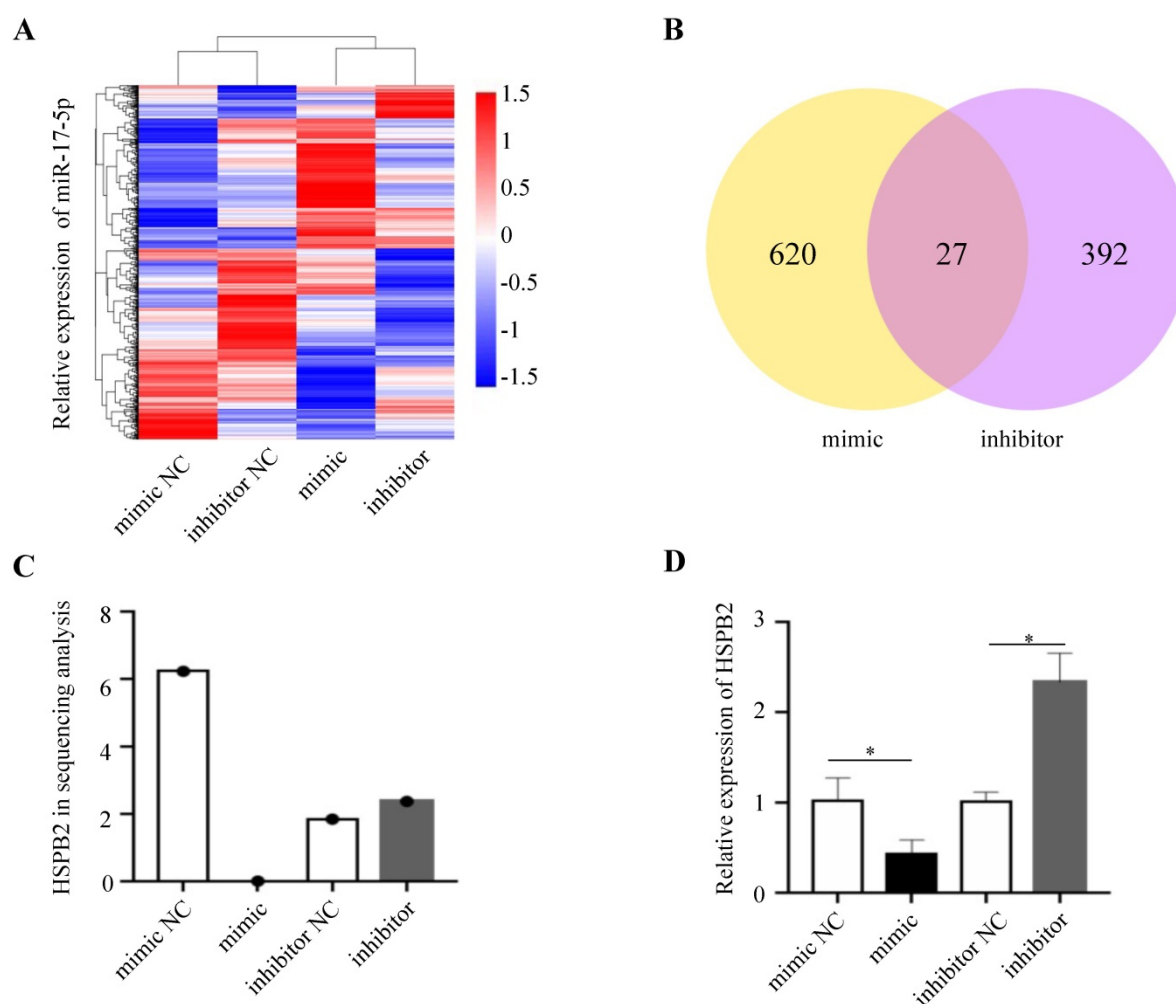 A
Relative expression of miR-17-5p
1.5
1
0.5
0
-0.5
-1
-1.5
mimic NC
inhibitor NC
mimic
inhibitor
B
620
27
392
mimic
inhibitor
C
HSPB2 in sequencing analysis
8
6
4
2
0
mimic NC
mimic
inhibitor NC
inhibitor
D
Relative expression of HSPB2
3
2
1
0
*
*
mimic NC
mimic
inhibitor NC
inhibitor